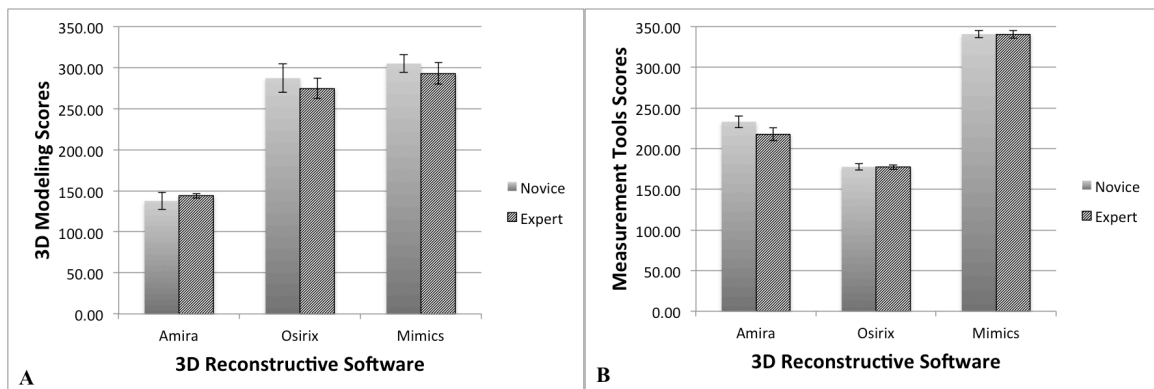 350.00
300.00
250.00
200.00
150.00
100.00
50.00
0.00
3D Modeling Scores
Amira Osirix Mimics
3D Reconstructive Software
Novice
Expert
A
350.00
300.00
250.00
200.00
150.00
100.00
50.00
0.00
Measurement Tools Scores
Amira Osirix Mimics
3D Reconstructive Software
Novice
Expert
B